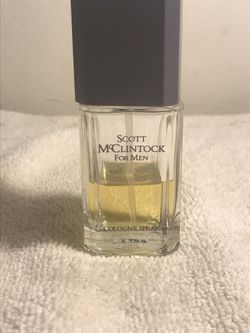 SCOTT
MCCLINTOCK
FOR MEN
COLOGNE SPRAY